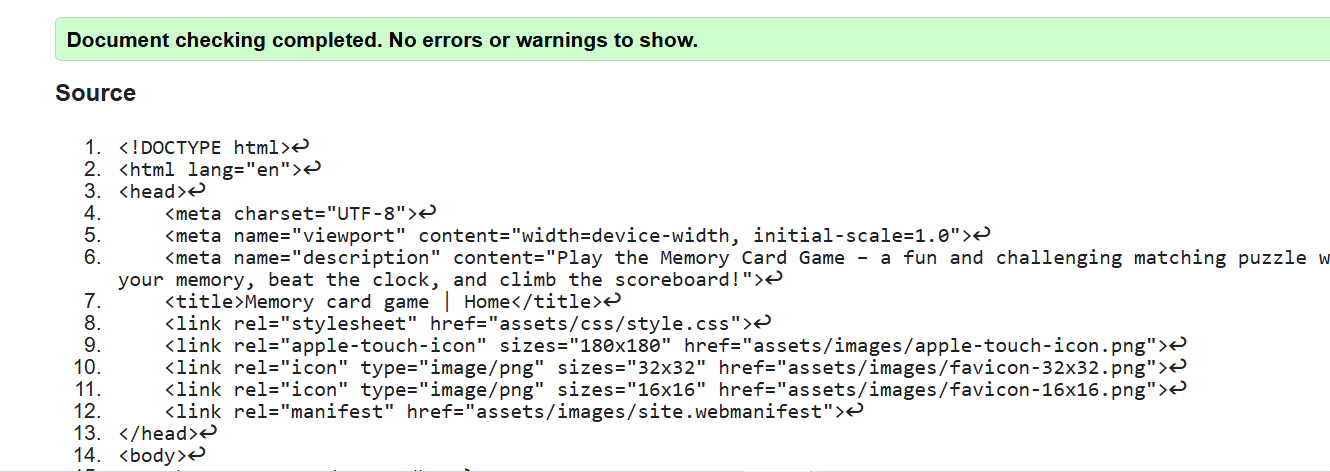 Document checking completed. No errors or warnings to show.
Source
1. <!DOCTYPE html>↩
2. <html lang="en">↩
3. <head>↩
4.     <meta charset="UTF-8">↩
5.     <meta name="viewport" content="width=device-width, initial-scale=1.0">↩
6.     <meta name="description" content="Play the Memory Card Game – a fun and challenging matching puzzle
your memory, beat the clock, and climb the scoreboard!">↩
7.     <title>Memory card game | Home</title>↩
8.     <link rel="stylesheet" href="assets/css/style.css">↩
9.     <link rel="apple-touch-icon" sizes="180x180" href="assets/images/apple-touch-icon.png">↩
10.     <link rel="icon" type="image/png" sizes="32x32" href="assets/images/favicon-32x32.png">↩
11.     <link rel="icon" type="image/png" sizes="16x16" href="assets/images/favicon-16x16.png">↩
12.     <link rel="manifest" href="assets/images/site.webmanifest">↩
13. </head>↩
14. <body>↩